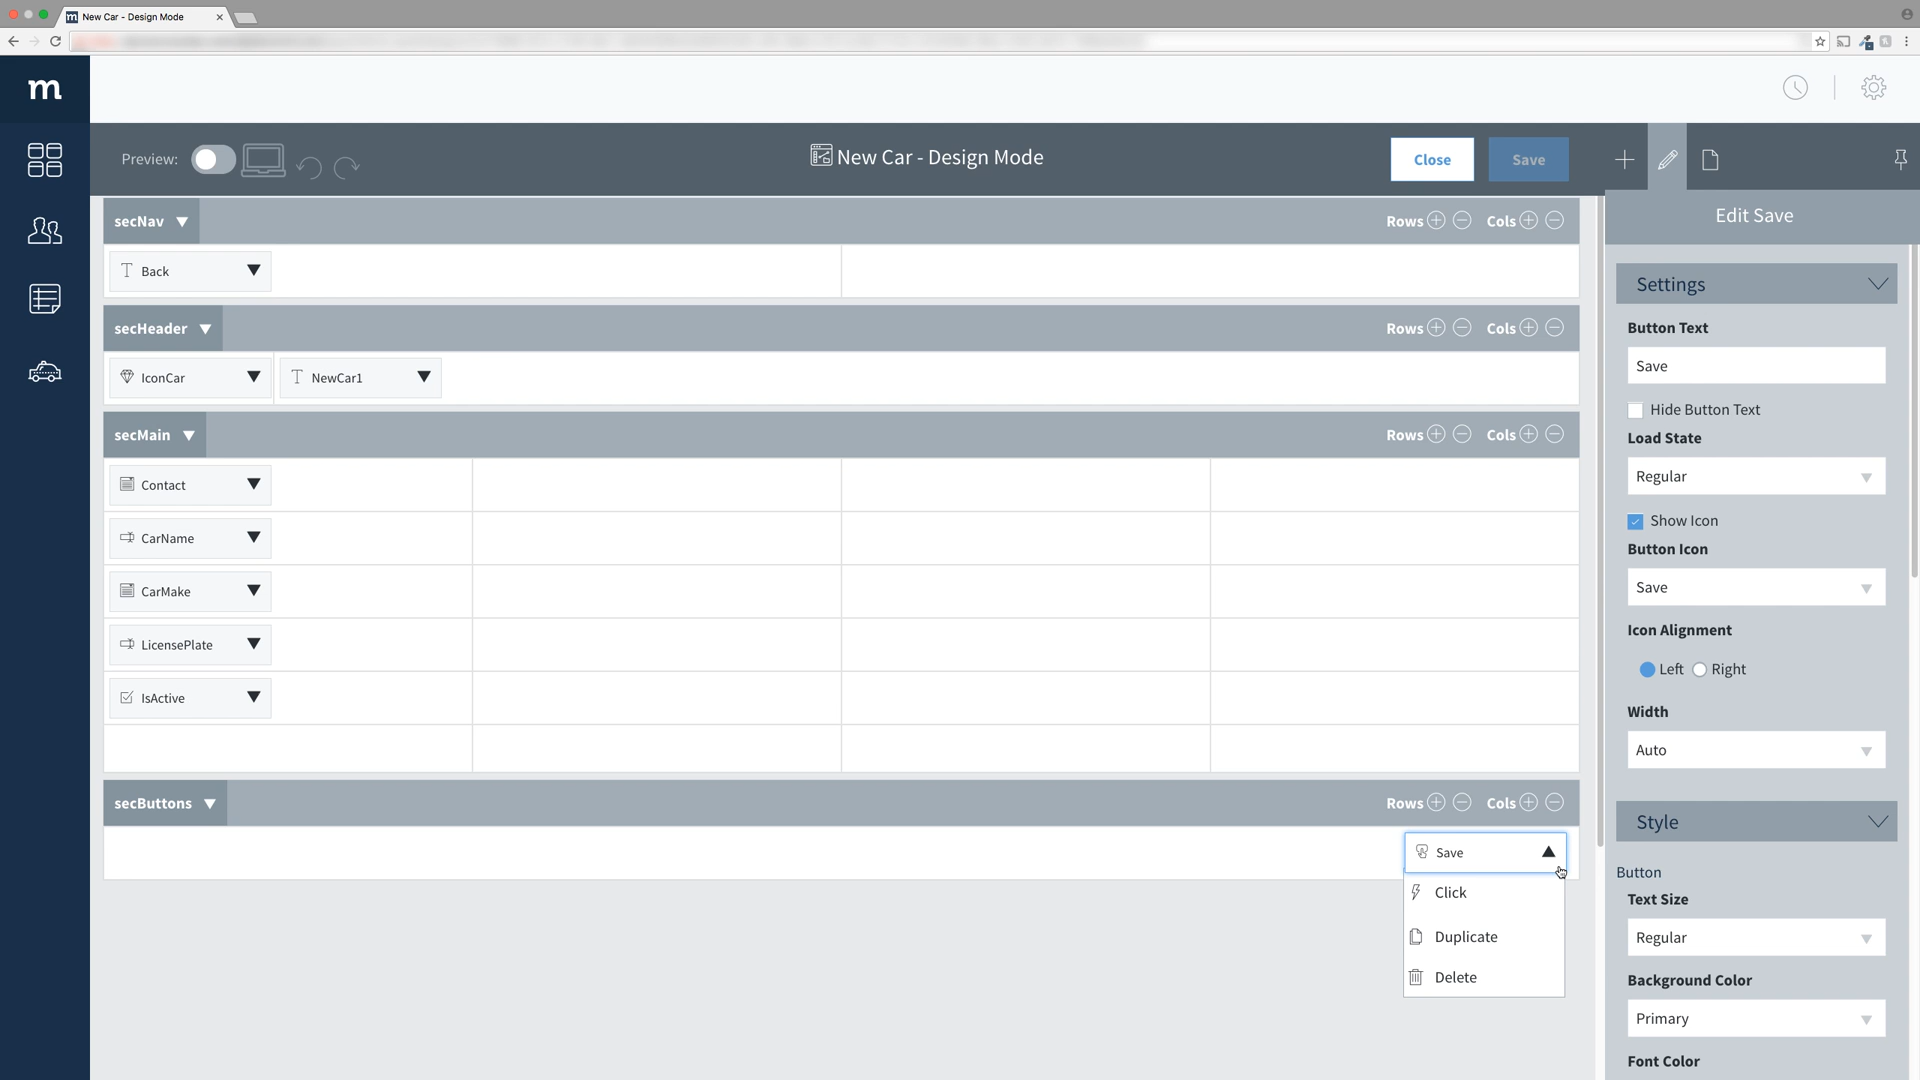 New Car - Design Mode
m
Preview:
New Car - Design Mode
Close
Save
Edit Save
secNav
Rows
Cols
Back
secHeader
Rows
Cols
IconCar
NewCar1
secMain
Rows
Cols
Contact
CarName
CarMake
LicensePlate
IsActive
secButtons
Rows
Cols
Save
Click
Duplicate
Delete
Settings
Button Text
Save
Hide Button Text
Load State
Regular
Show Icon
Button Icon
Save
Icon Alignment
Left
Right
Width
Auto
Style
Button
Text Size
Regular
Background Color
Primary
Font Color